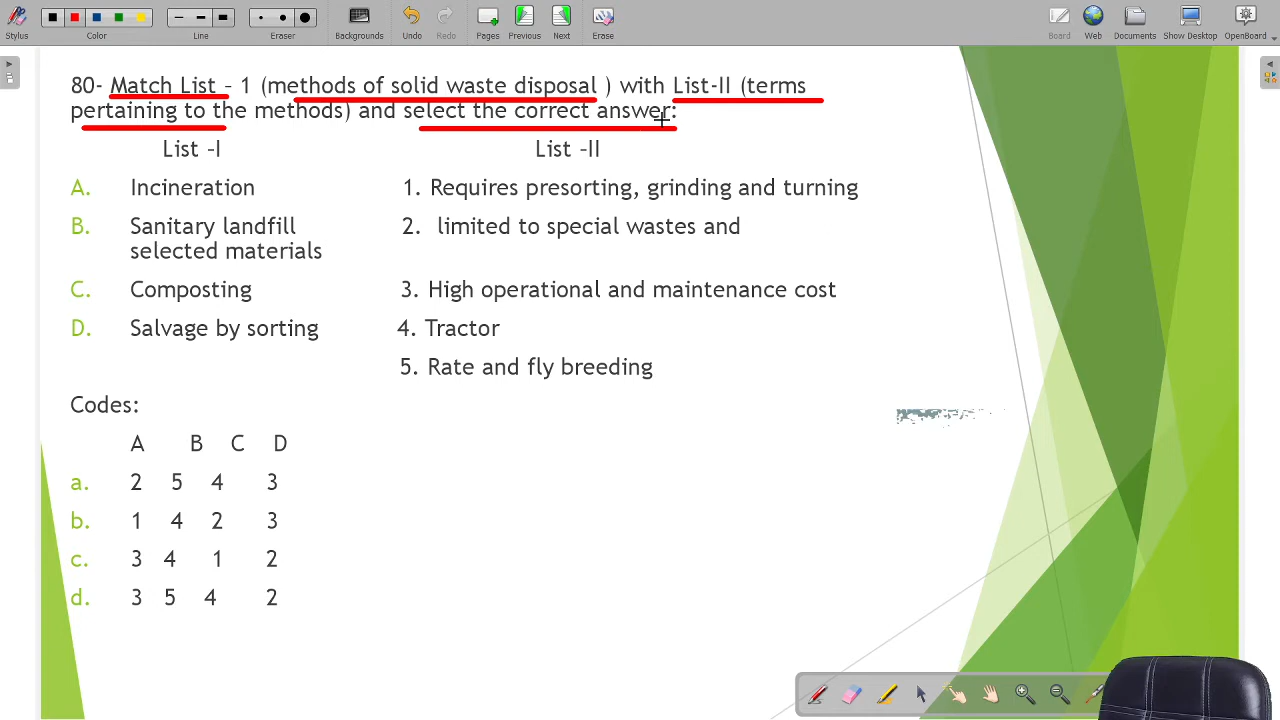 Stylus Color Line Eraser Backgrounds Undo Redo Pages Previous Next Erase Board Web Documents Show Desktop OpenBoard
80- Match List – 1 (methods of solid waste disposal ) with List-II (terms
pertaining to the methods) and select the correct answer:
List –I List –II
A. Incineration 1. Requires presorting, grinding and turning
B. Sanitary landfill 2. limited to special wastes and
selected materials
C. Composting 3. High operational and maintenance cost
D. Salvage by sorting 4. Tractor
5. Rate and fly breeding
Codes:
A B C D
a. 2 5 4 3
b. 1 4 2 3
c. 3 4 1 2
d. 3 5 4 2